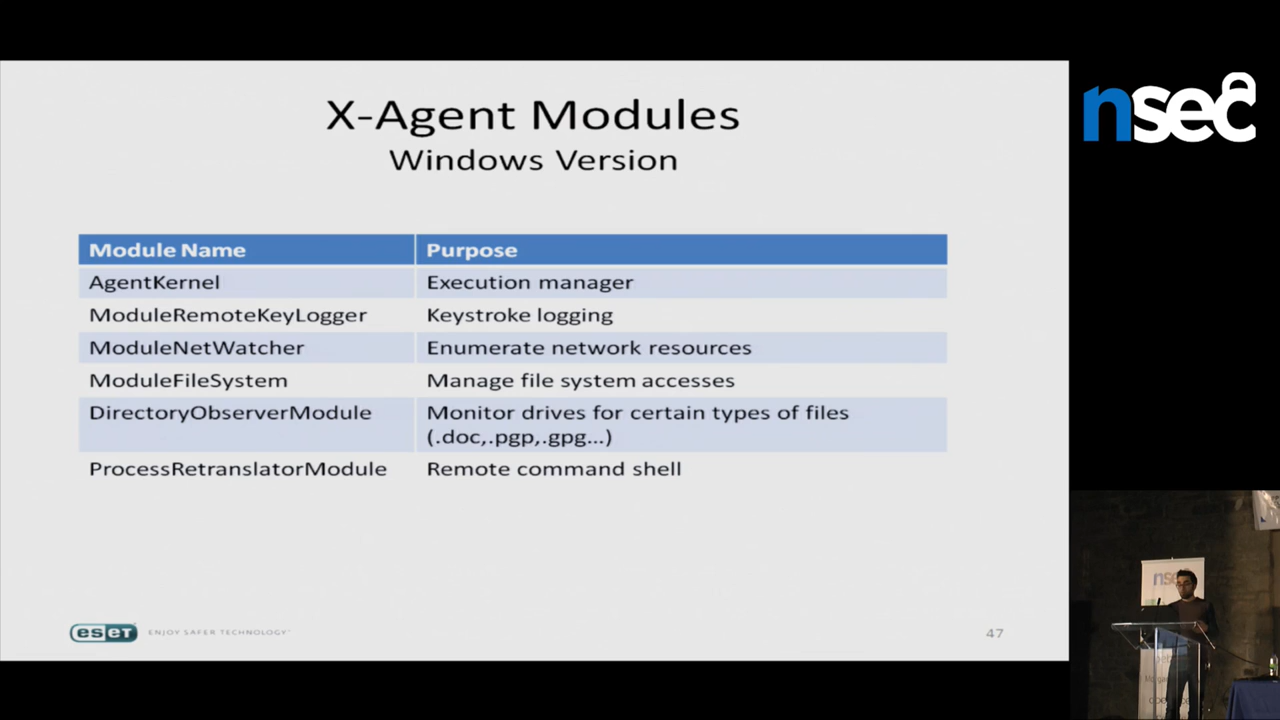 X-Agent Modules
Windows Version
nsec
Module Name Purpose
AgentKernel Execution manager
ModuleRemoteKeyLogger Keystroke logging
ModuleNetWatcher Enumerate network resources
ModuleFileSystem Manage file system accesses
DirectoryObserverModule Monitor drives for certain types of files
(.doc,.pgp,.gpg...)
ProcessRetranslatorModule Remote command shell
eseT ENJOY SAFER TECHNOLOGY™
47
nsec